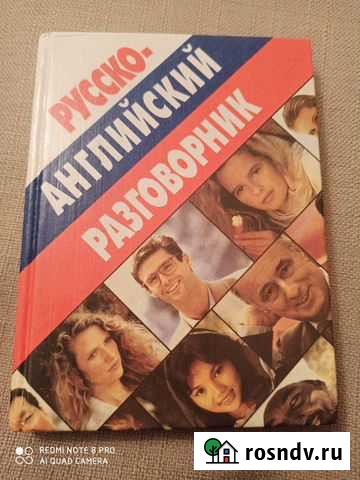 РУССКО-
АНГЛИЙСКИЙ
РАЗГОВОРНИК
REDMI NOTE 8 PRO
AI QUAD CAMERA
rosndv.ru